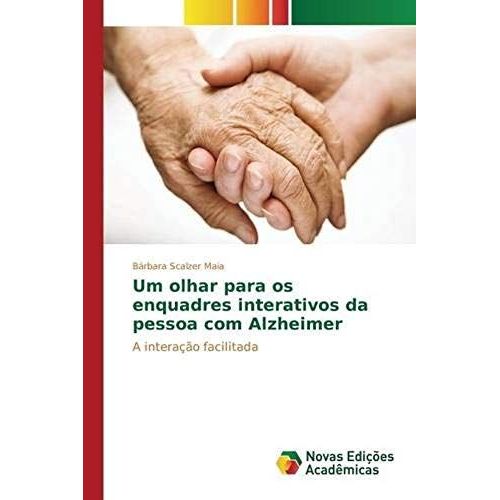 Bárbara Scalzer Maia
Um olhar para os
enquadres interativos da
pessoa com Alzheimer
A interação facilitada
Novas Edições
Acadêmicas